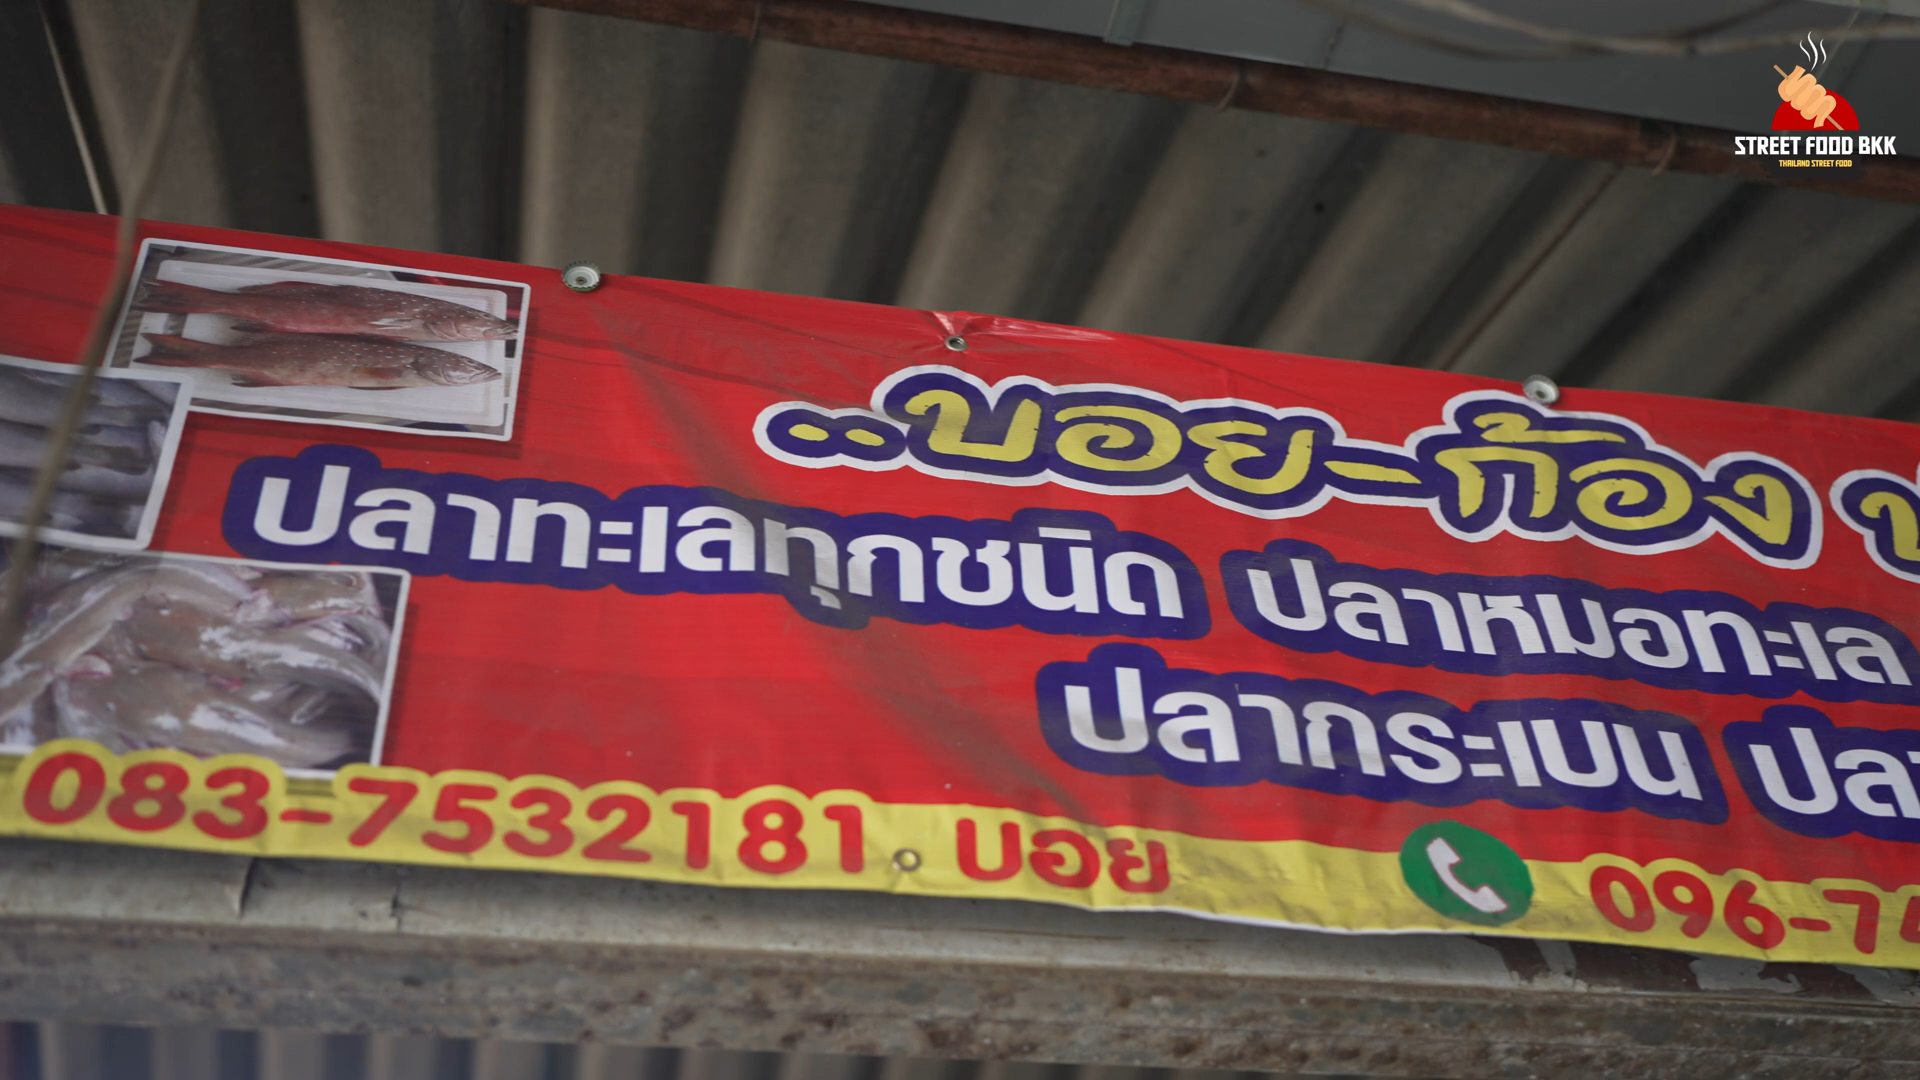 STREET FOOD BKK
THAILAND STREET FOOD
..บอย-ก้อง
ปลาทะเลทุกชนิด ปลาหมอทะเล
ปลากระเบน ปลา
083-7532181 บอย 096-74